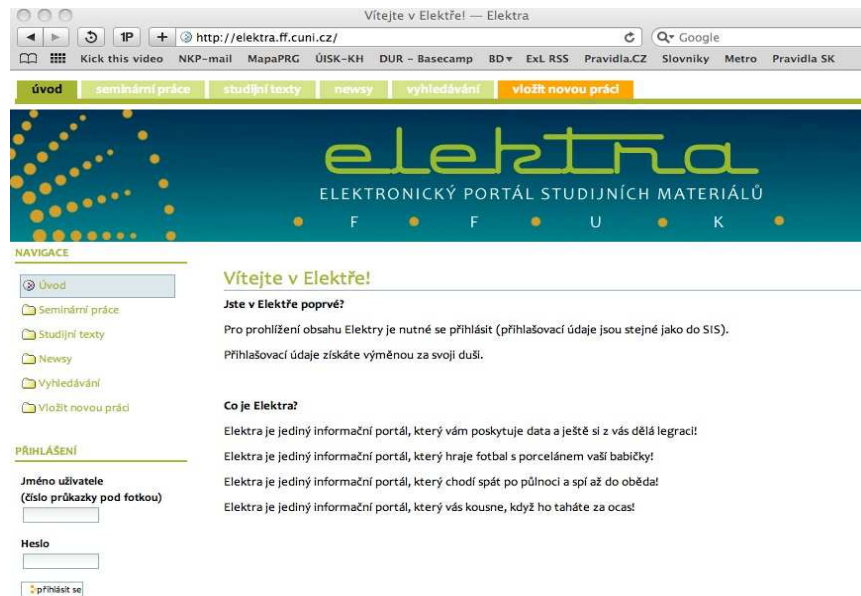 Vítejte v Elektře! — Elektra
1P + http://elektra.ff.cuni.cz/ Google
Kick this video NKP-mail MapaPRG ÚISK-KH DUR - Basecamp BD ExL RSS Pravidla.CZ Slovniky Metro Pravidla SK
úvod seminární práce studijní texty newsy vyhledávání vložit novou práci
elektra
ELEKTRONICKÝ PORTÁL STUDIJNÍCH MATERIÁLŮ
F F U K
NAVIGACE
Úvod
Seminární práce
Studijní texty
Newsy
Vyhledávání
Vložit novou práci
PŘIHLÁŠENÍ
Jméno uživatele
(číslo průkazky pod fotkou)
Heslo
přihlásit se
Vítejte v Elektře!
Jste v Elektře poprvé?
Pro prohlížení obsahu Elektry je nutné se přihlásit (přihlašovací údaje jsou stejné jako do SIS).
Přihlašovací údaje získáte výměnou za svoji duši.
Co je Elektra?
Elektra je jediný informační portál, který vám poskytuje data a ještě si z vás dělá legraci!
Elektra je jediný informační portál, který hraje fotbal s porcelánem vaší babičky!
Elektra je jediný informační portál, který chodí spát po půlnoci a spí až do oběda!
Elektra je jediný informační portál, který vás kousne, když ho taháte za ocas!